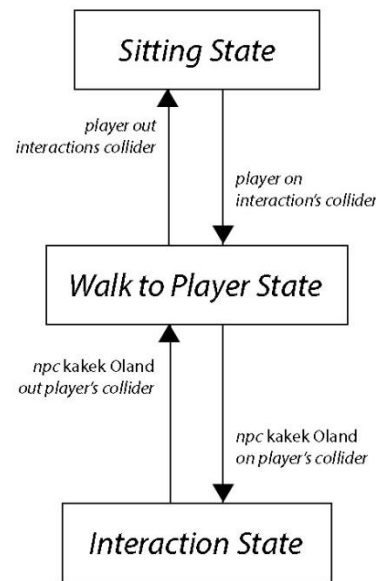 Sitting State
player out
interactions collider
player on
interaction's collider
Walk to Player State
npc kakek Oland
out player's collider
npc kakek Oland
on player's collider
Interaction State